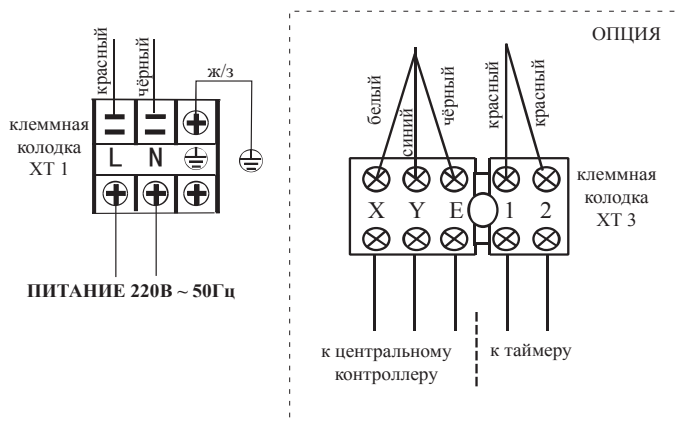 красный
чёрный
ж/з
клеммная
колодка
XT 1
L N
ПИТАНИЕ 220В ~ 50Гц
ОПЦИЯ
белый
синий
чёрный
красный
красный
X Y E 1 2
клеммная
колодка
XT 3
к центральному
контроллеру
к таймеру